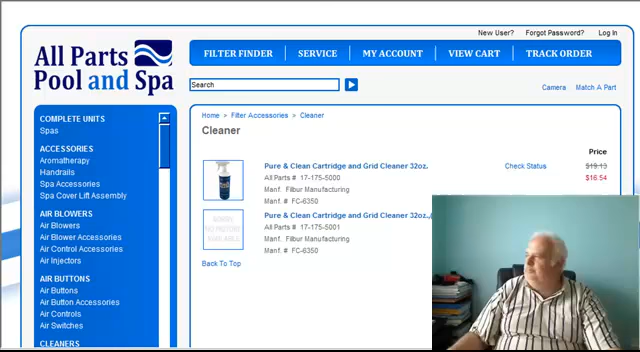 New User? Forgot Password? Log In
All Parts
Pool and Spa
FILTER FINDER SERVICE MY ACCOUNT VIEW CART TRACK ORDER
Search
Camera Match A Part
COMPLETE UNITS
Spas
ACCESSORIES
Aromatherapy
Handrails
Spa Accessories
Spa Cover Lift Assembly
AIR BLOWERS
Air Blowers
Air Blower Accessories
Air Control Accessories
Air Injectors
AIR BUTTONS
Air Buttons
Air Button Accessories
Air Controls
Air Switches
CLEANERS
Home > Filter Accessories > Cleaner
Cleaner
Price
Pure & Clean Cartridge and Grid Cleaner 32oz. Check Status $19.13
All Parts # 17-175-5000 $16.54
Manf. Filbur Manufacturing
Manf. # FC-6350
SORRY, NO PICTURE AVAILABLE
Pure & Clean Cartridge and Grid Cleaner 32oz.,(
All Parts # 17-175-5001
Manf. Filbur Manufacturing
Manf. # FC-6350
Back To Top